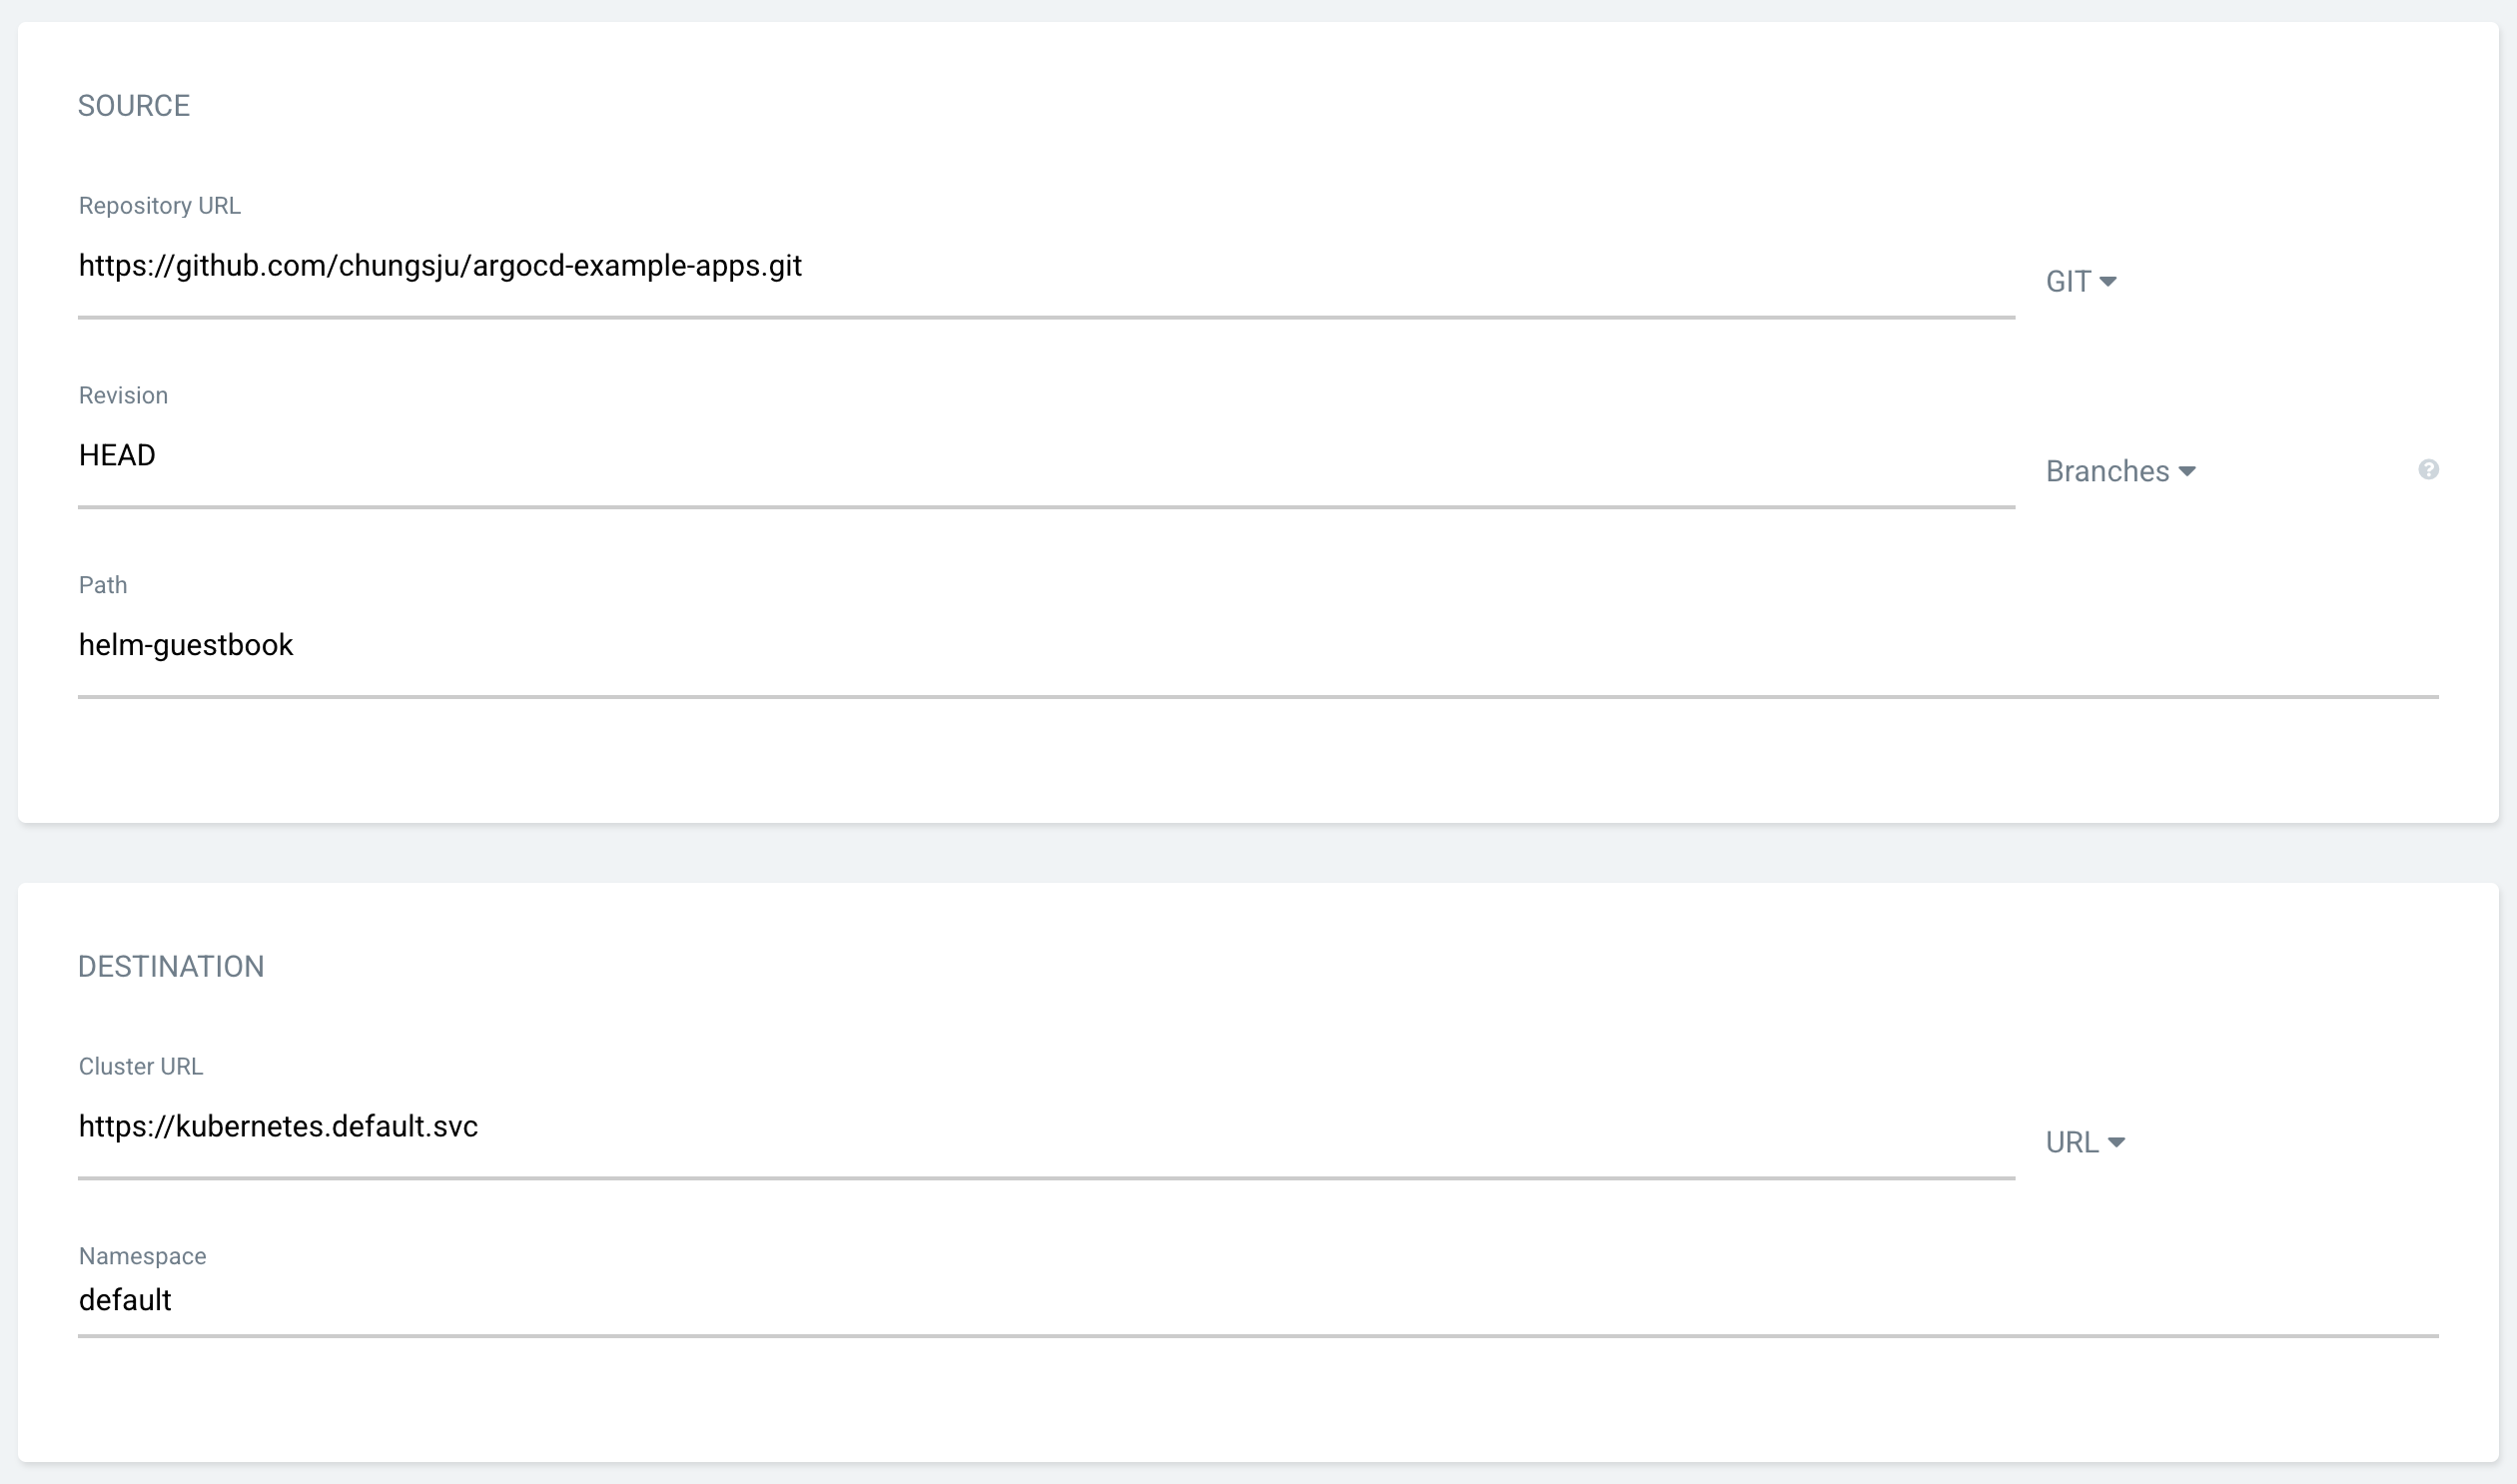 SOURCE
Repository URL
https://github.com/chungsju/argocd-example-apps.git
GIT
Revision
HEAD
Branches
Path
helm-guestbook
DESTINATION
Cluster URL
https://kubernetes.default.svc
URL
Namespace
default